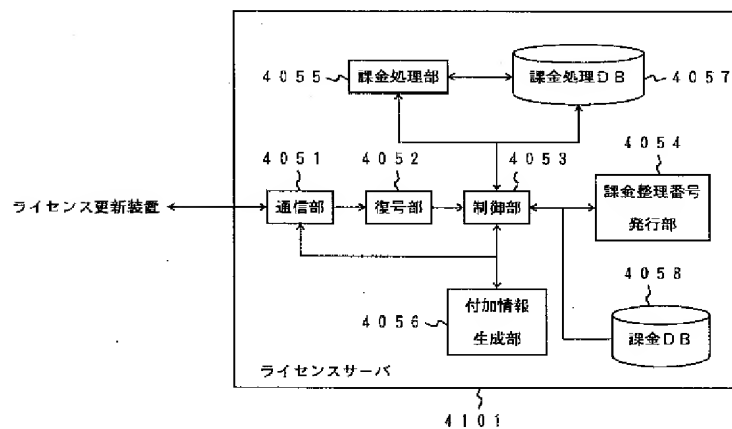 4055
課金処理部
課金処理DB
4057
4051
4052
4053
4054
ライセンス更新装置
通信部
復号部
制御部
課金整理番号
発行部
4056
付加情報
生成部
4058
課金DB
ライセンスサーバ
4101